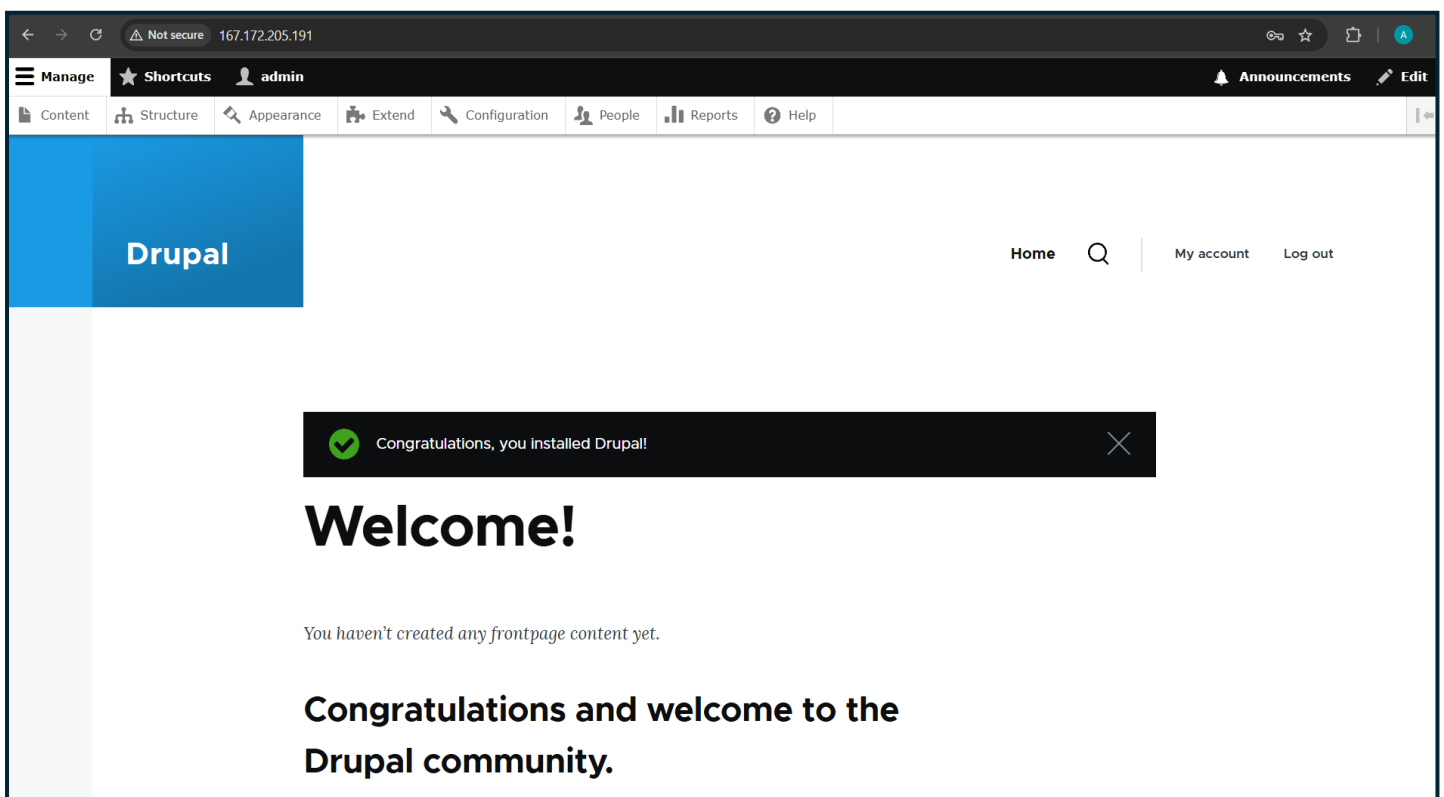 Not secure 167.172.205.191 A
Manage Shortcuts admin Announcements Edit
Content Structure Appearance Extend Configuration People Reports Help
Drupal Home My account Log out
Congratulations, you installed Drupal!
Welcome!
You haven’t created any frontpage content yet.
Congratulations and welcome to the
Drupal community.